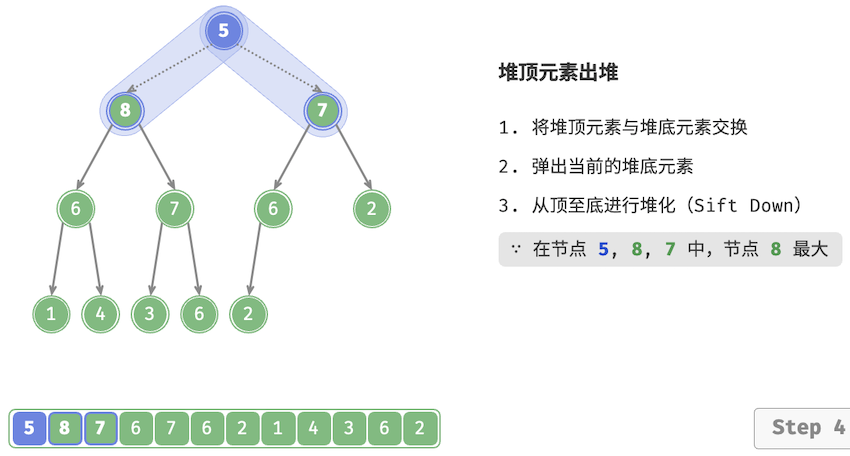 5
堆顶元素出堆
8 7
1. 将堆顶元素与堆底元素交换
2. 弹出当前的堆底元素
6 7 6 2
3. 从顶至底进行堆化（Sift Down）
∵ 在节点 5, 8, 7 中，节点 8 最大
1 4 3 6 2
5 8 7 6 7 6 2 1 4 3 6 2
Step 4